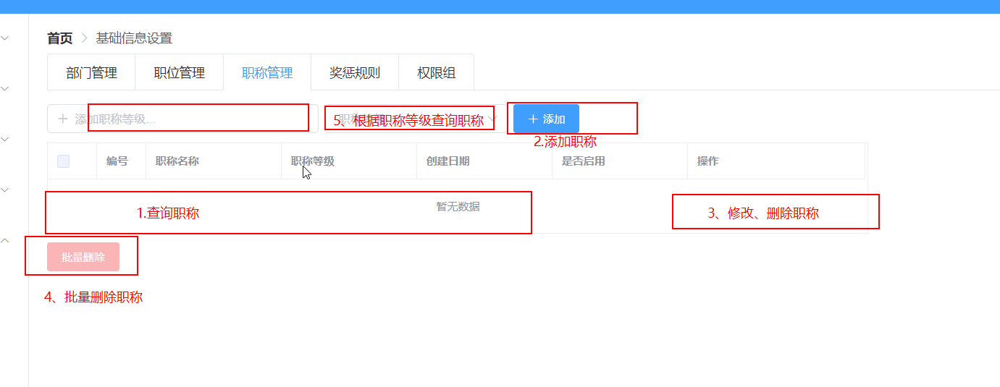 首页 > 基础信息设置
部门管理 职位管理 职称管理 奖惩规则 权限组
添加职称等级... 5、根据职称等级查询职称 添加
2.添加职称
编号 职称名称 职称等级 创建日期 是否启用 操作
暂无数据
1.查询职称 3、修改、删除职称
批量删除
4、批量删除职称